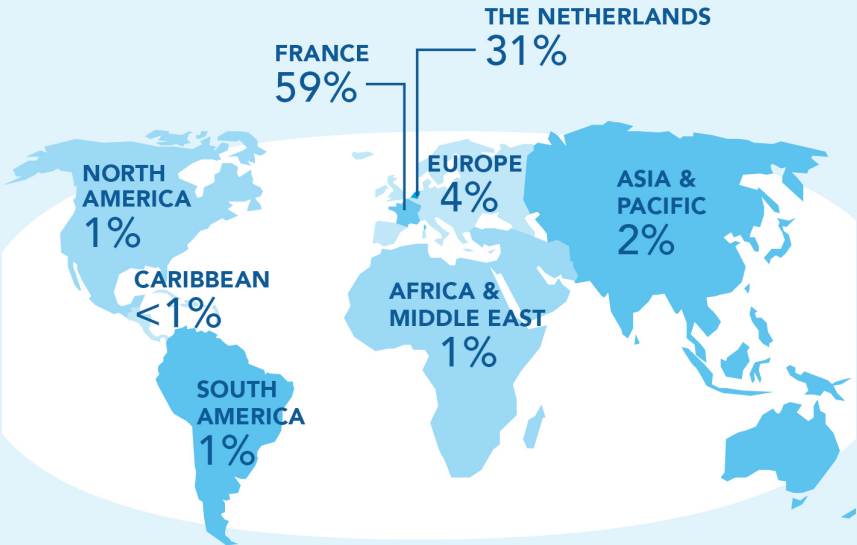 THE NETHERLANDS
31%
FRANCE
59%
EUROPE
4%
NORTH
AMERICA
1%
ASIA &
PACIFIC
2%
CARIBBEAN
<1%
AFRICA &
MIDDLE EAST
1%
SOUTH
AMERICA
1%